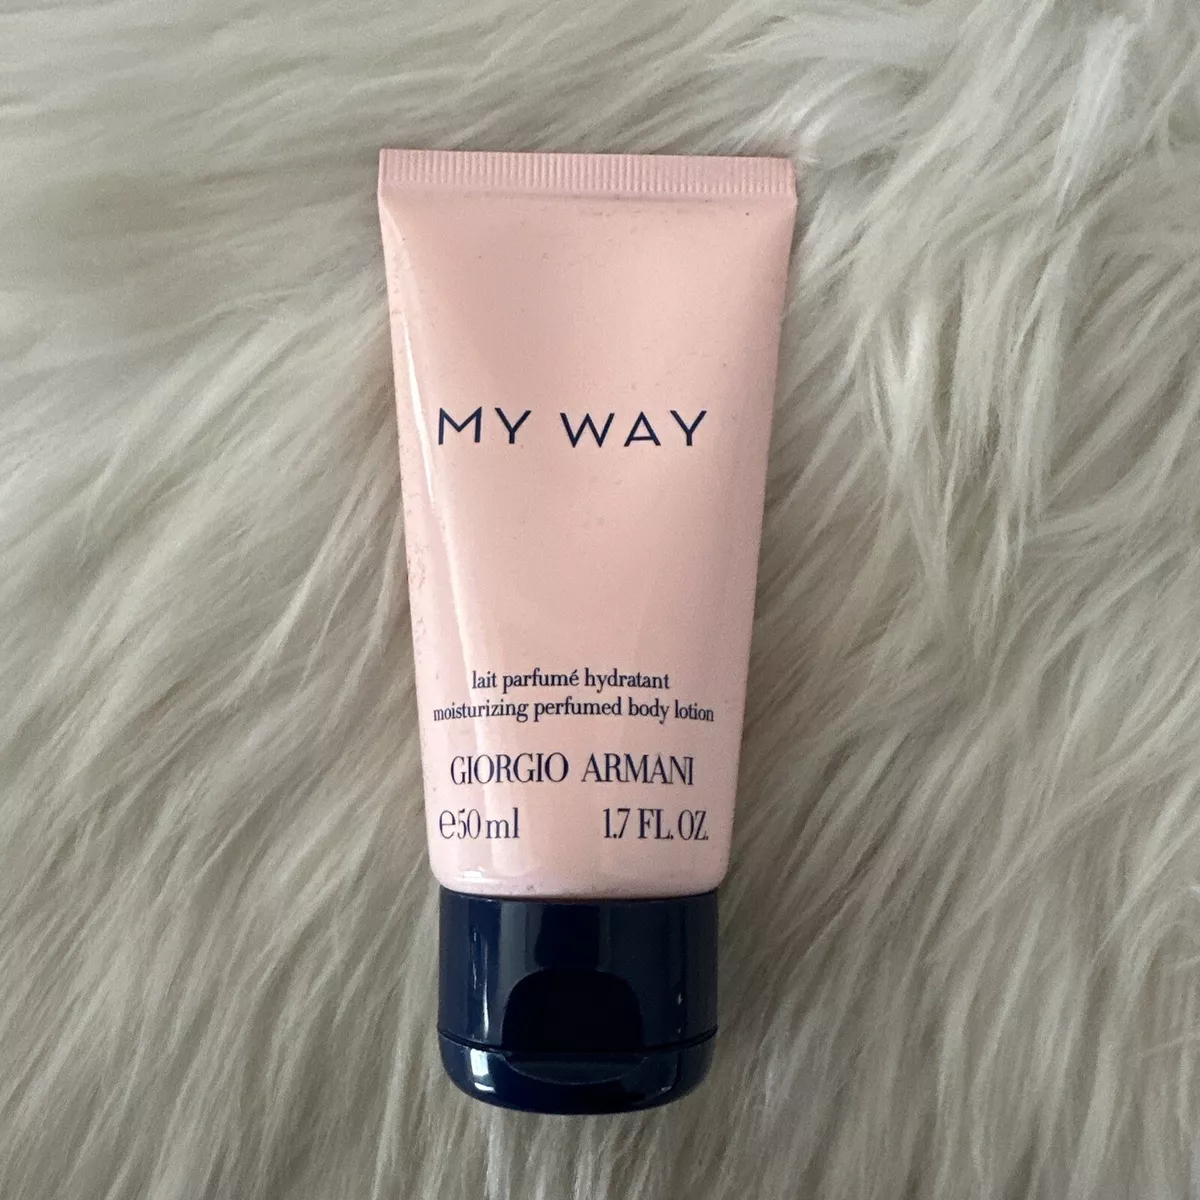 MY WAY
lait parfumé hydratant
moisturizing perfumed body lotion
GIORGIO ARMANI
℮50 ml 1.7 FL. OZ.